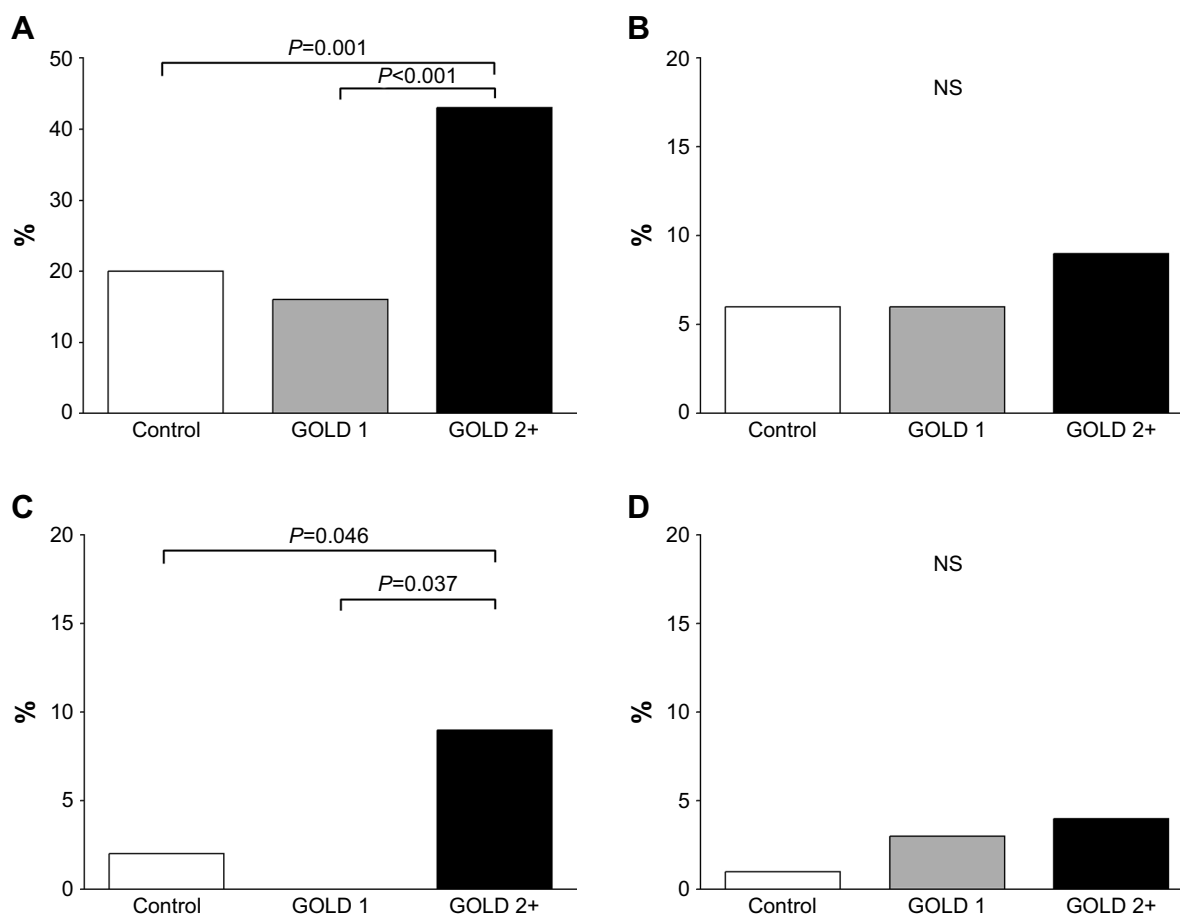 A
P=0.001
P<0.001
50
40
30
20
10
0
%
Control
GOLD 1
GOLD 2+
B
NS
20
15
10
5
0
%
Control
GOLD 1
GOLD 2+
C
P=0.046
P=0.037
20
15
10
5
0
%
Control
GOLD 1
GOLD 2+
D
NS
20
15
10
5
0
%
Control
GOLD 1
GOLD 2+